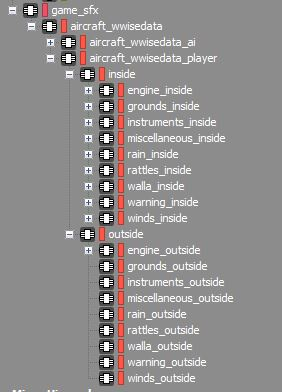 game_sfx
aircraft_wwisedata
aircraft_wwisedata_ai
aircraft_wwisedata_player
inside
engine_inside
grounds_inside
instruments_inside
miscellaneous_inside
rain_inside
rattles_inside
walla_inside
warning_inside
winds_inside
outside
engine_outside
grounds_outside
instruments_outside
miscellaneous_outside
rain_outside
rattles_outside
walla_outside
warning_outside
winds_outside